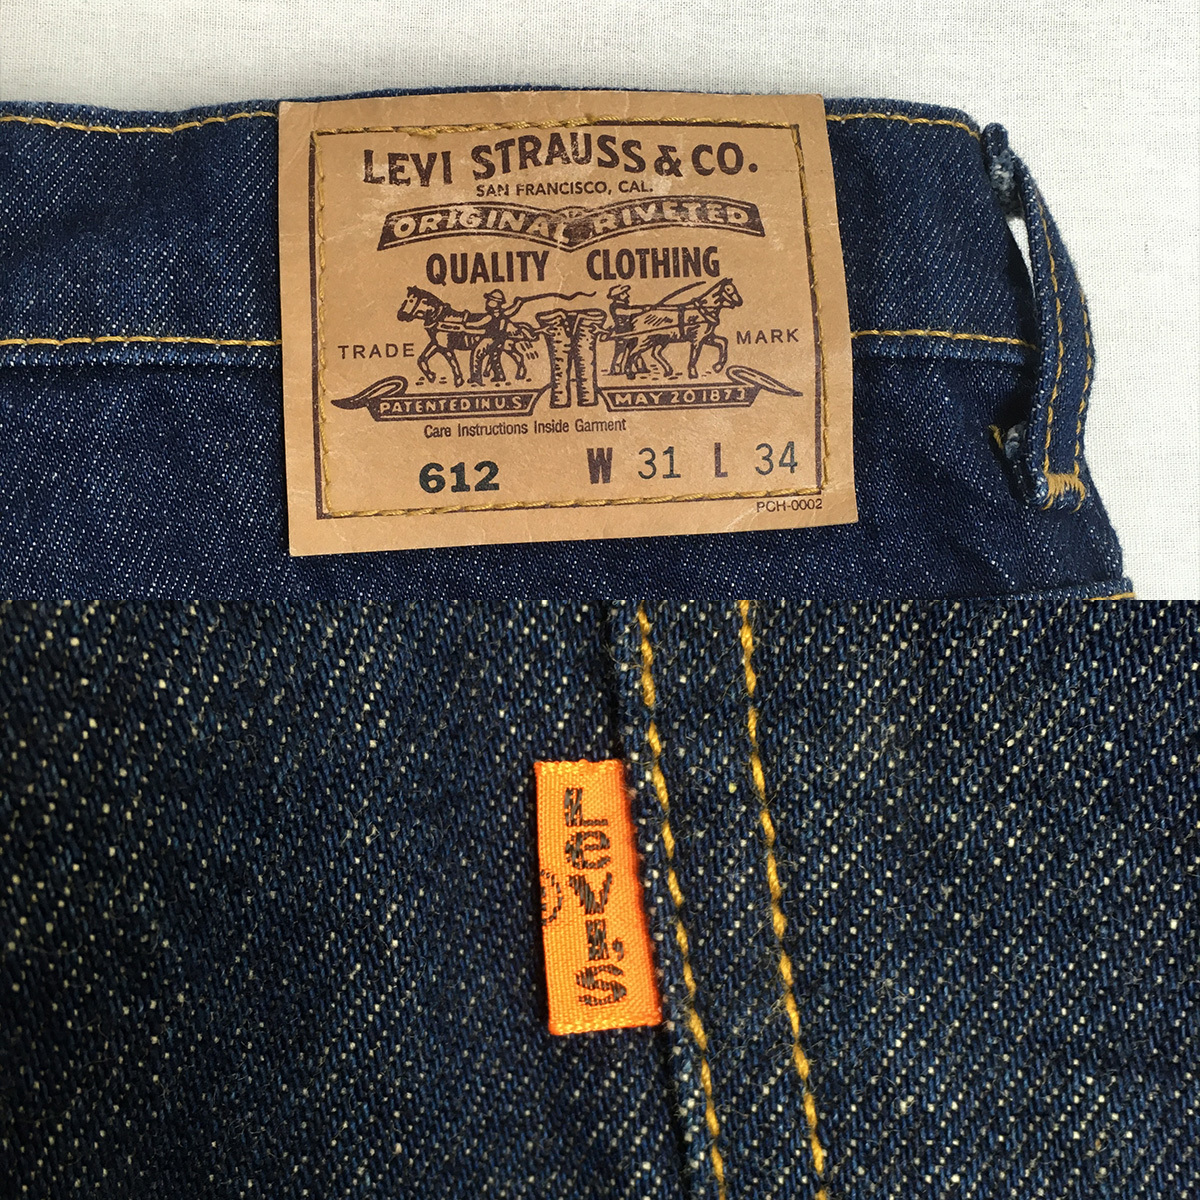 LEVI STRAUSS & CO.
SAN FRANCISCO, CAL.
ORIGINAL RIVETED
QUALITY CLOTHING
TRADE MARK
PATENTED IN U.S. MAY 20 1873
Care Instructions Inside Garment
612 W 31 L 34
PCH-0002
LeVI'S
®